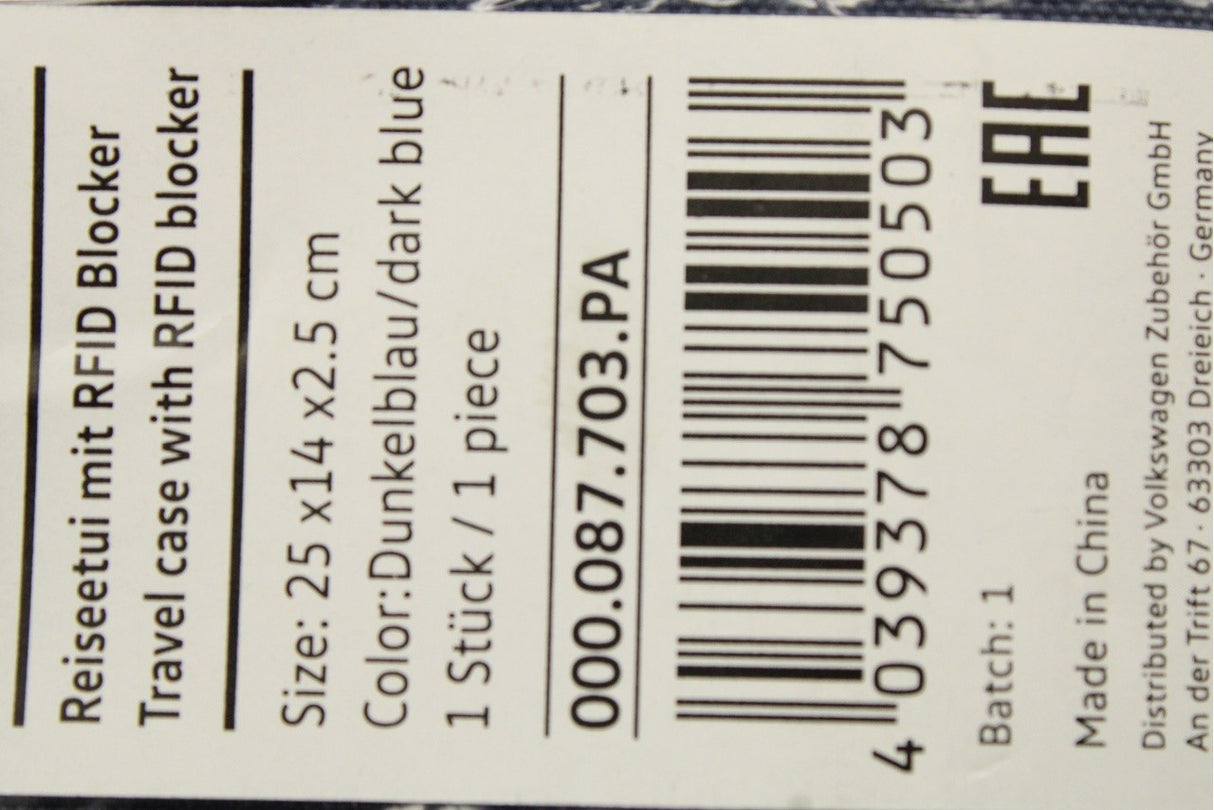 Reiseetui mit RFID Blocker
Travel case with RFID blocker
Size: 25 x14 x2.5 cm
Color:Dunkelblau/dark blue
1 Stück / 1 piece
000.087.703.PA
4 039378 750503
Batch: 1
EAC
Made in China
Distributed by Volkswagen Zubehör GmbH
An der Trift 67 · 63303 Dreieich · Germany